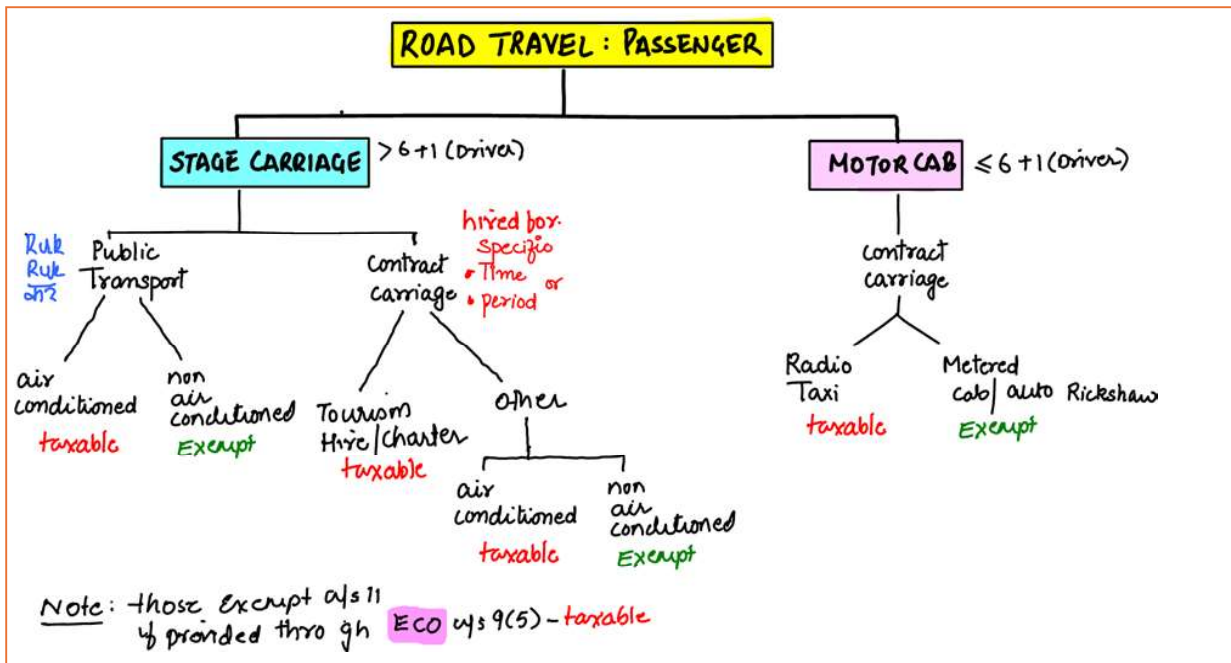 ROAD TRAVEL : PASSENGER
STAGE CARRIAGE
> 6 + 1 (Driver)
MOTOR CAB
≤ 6 + 1 (Driver)
Ruk
Ruk
Public
Transport
contract
carriage
hired for.
Specific
• Time or
• period
contract
carriage
air
conditioned
taxable
non
air
conditioned
Exempt
Tourism
Hire/Charter
taxable
other
air
conditioned
taxable
non
air
conditioned
Exempt
Radio
Taxi
taxable
Metered
cab/ auto Rickshaw
Exempt
Note: those Exempt u/s 11
if provided thro gh ECO u/s 9(5) - taxable